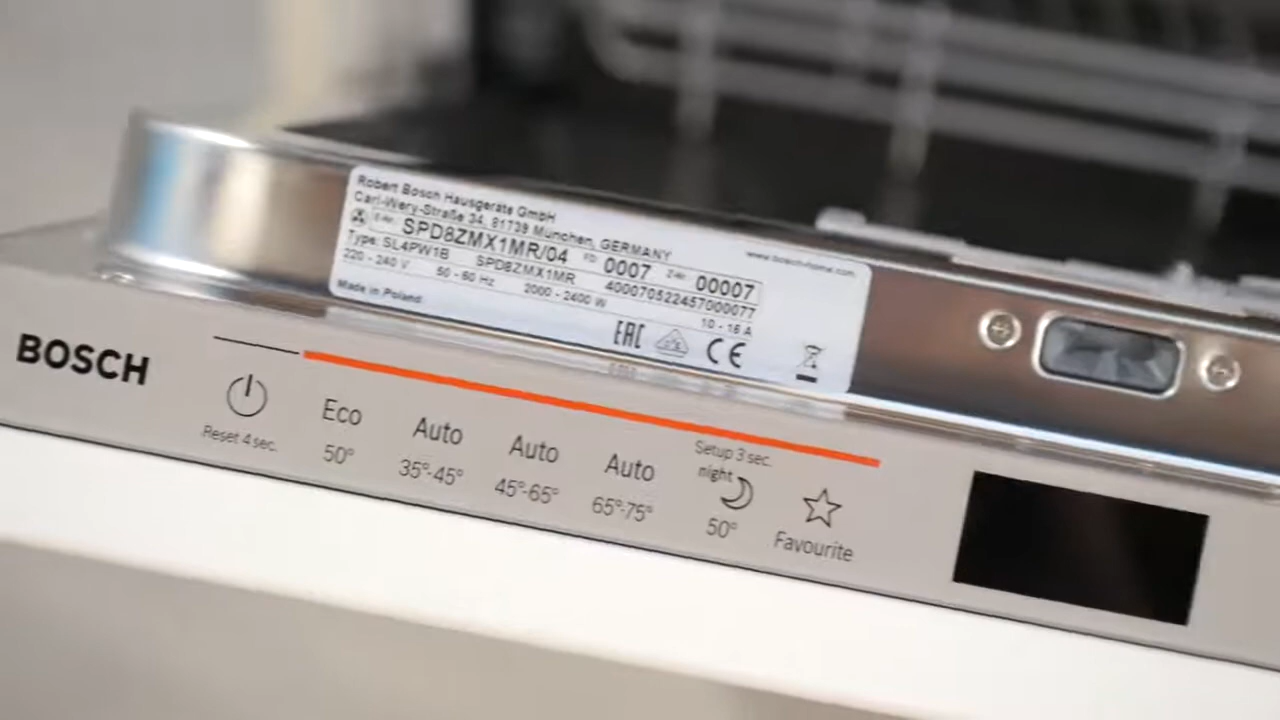 Robert Bosch Hausgeräte GmbH
Carl-Wery-Straße 34, 81739 München, GERMANY
www.bosch-home.com
E-Nr. SPD8ZMX1MR/04 FD 0007 Z-Nr. 00007
Type: SL4PW1B SPD8ZMX1MR 400070522457000077
220 - 240 V 50 - 60 Hz 2000 - 2400 W 10 - 16 A
Made in Poland
EAC CE
BOSCH
Reset 4 sec.
Eco
50°
Auto
35°-45°
Auto
45°-65°
Auto
65°-75°
Setup 3 sec.
night
50°
Favourite